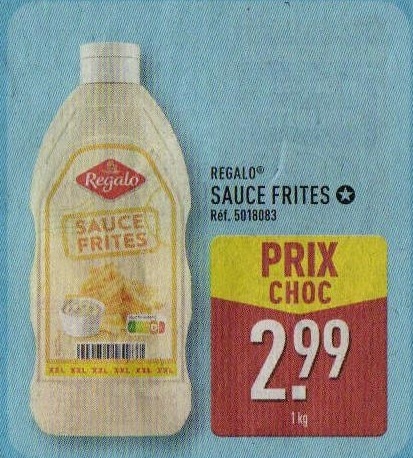 Regalo
SAUCE
FRITES
XXL XXL XXL XXL XXL XXL
REGALO®
SAUCE FRITES
Réf. 5018083
PRIX
CHOC
2.99
1 kg